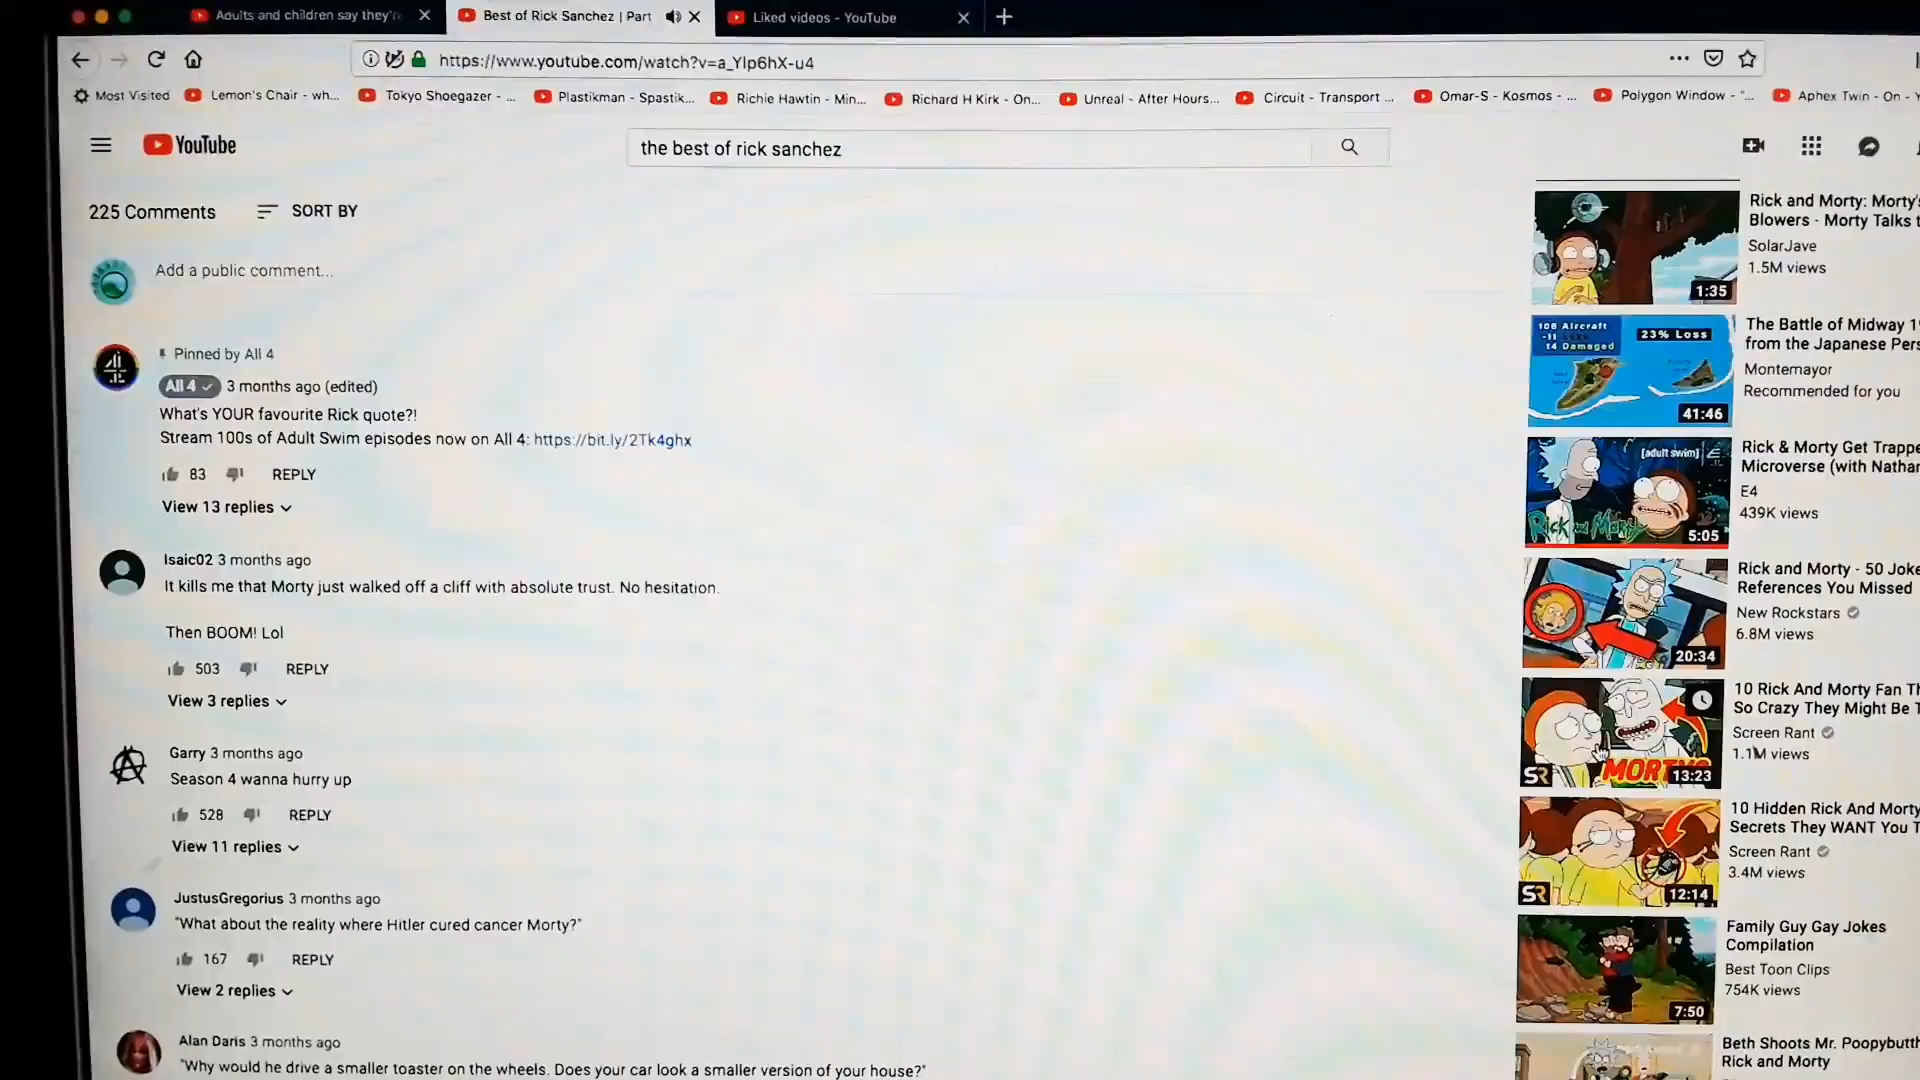 Adults and children say they're
Best of Rick Sanchez | Part
Liked videos - YouTube
https://www.youtube.com/watch?v=a_YIp6hX-u4
Most Visited
Lemon's Chair - wh...
Tokyo Shoegazer - ...
Plastikman - Spastik...
Richie Hawtin - Min...
Richard H Kirk - On...
Unreal - After Hours...
Circuit - Transport ...
Omar-S - Kosmos - ...
Polygon Window - "...
Aphex Twin - On - Y
YouTube
the best of rick sanchez
225 Comments
SORT BY
Add a public comment...
Pinned by All 4
All 4
3 months ago (edited)
What's YOUR favourite Rick quote?!
Stream 100s of Adult Swim episodes now on All 4: https://bit.ly/2Tk4ghx
83
REPLY
View 13 replies
Isaic02 3 months ago
It kills me that Morty just walked off a cliff with absolute trust. No hesitation.
Then BOOM! Lol
503
REPLY
View 3 replies
Garry 3 months ago
Season 4 wanna hurry up
528
REPLY
View 11 replies
JustusGregorius 3 months ago
"What about the reality where Hitler cured cancer Morty?"
167
REPLY
View 2 replies
Alan Daris 3 months ago
"Why would he drive a smaller toaster on the wheels. Does your car look a smaller version of your house?"
Rick and Morty: Morty's
Blowers - Morty Talks t
SolarJave
1.5M views
1:35
108 Aircraft
-11
14 Damaged
23% Loss
41:46
The Battle of Midway 19
from the Japanese Pers
Montemayor
Recommended for you
[adult swim]
Rick and Morty
5:05
Rick & Morty Get Trappe
Microverse (with Nathan
E4
439K views
20:34
Rick and Morty - 50 Joke
References You Missed
New Rockstars
6.8M views
SR
MORTYS
13:23
10 Rick And Morty Fan Th
So Crazy They Might Be T
Screen Rant
1.1M views
SR
12:14
10 Hidden Rick And Morty
Secrets They WANT You T
Screen Rant
3.4M views
7:50
Family Guy Gay Jokes
Compilation
Best Toon Clips
754K views
Beth Shoots Mr. Poopybutth
Rick and Morty